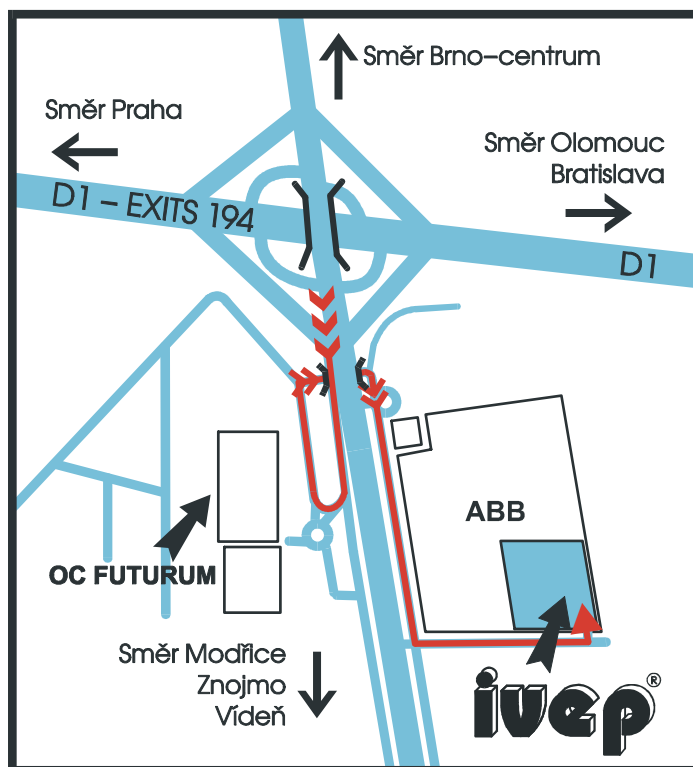 Směr Brno–centrum
Směr Praha
Směr Olomouc
Bratislava
D1 – EXITS 194
D1
ABB
OC FUTURUM
Směr Modřice
Znojmo
Vídeň
ivep®